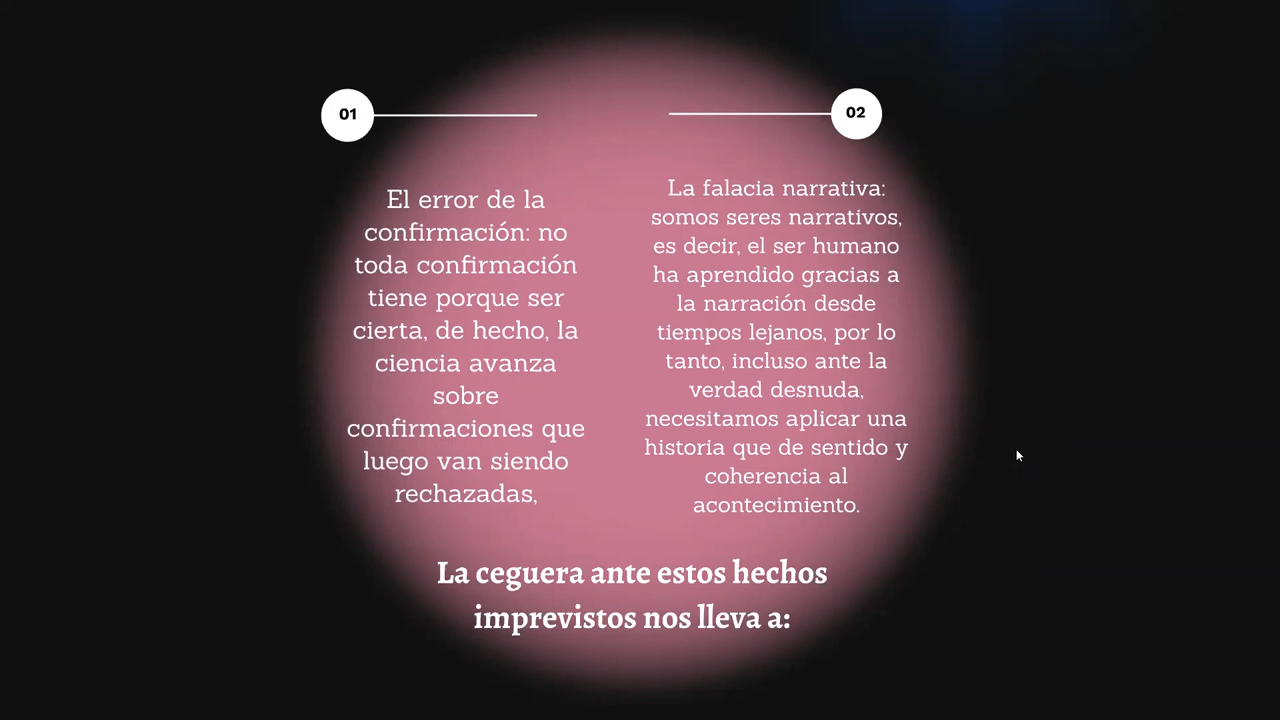 01
El error de la
confirmación: no
toda confirmación
tiene porque ser
cierta, de hecho, la
ciencia avanza
sobre
confirmaciones que
luego van siendo
rechazadas,
02
La falacia narrativa:
somos seres narrativos,
es decir, el ser humano
ha aprendido gracias a
la narración desde
tiempos lejanos, por lo
tanto, incluso ante la
verdad desnuda,
necesitamos aplicar una
historia que de sentido y
coherencia al
acontecimiento.
La ceguera ante estos hechos
imprevistos nos lleva a: